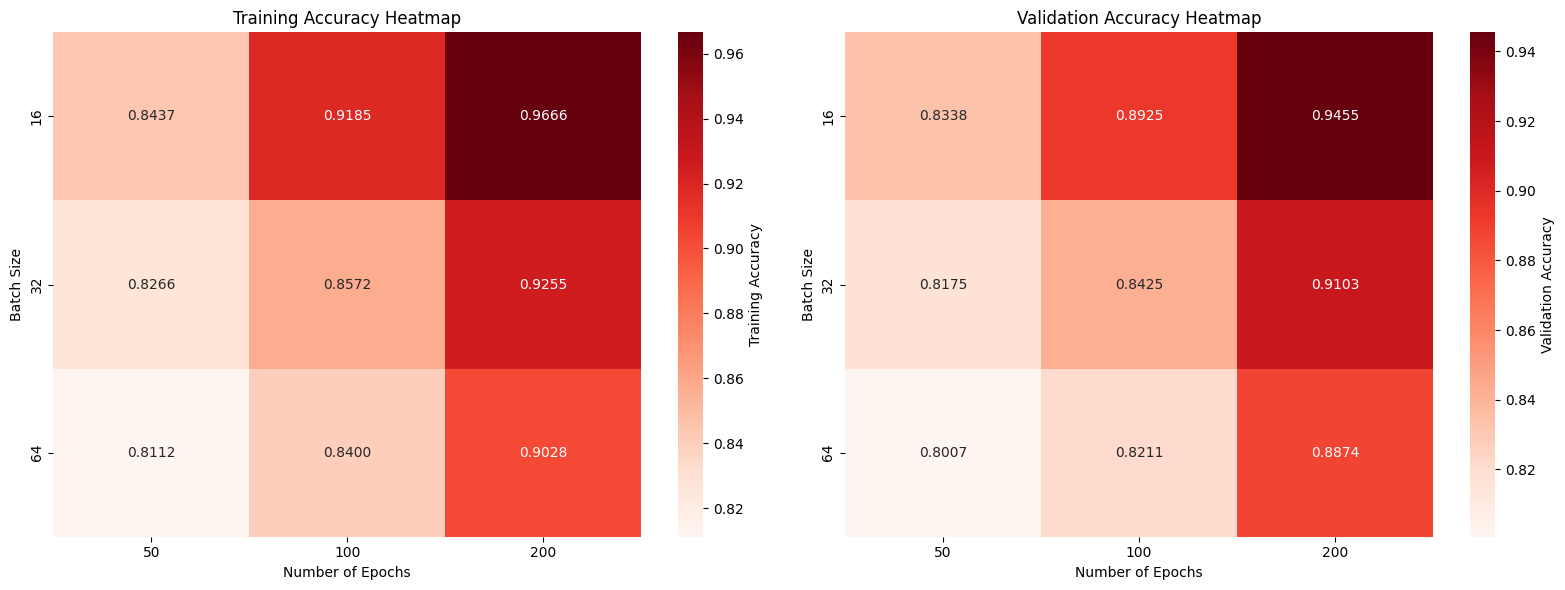 Training Accuracy Heatmap
Batch Size
16
0.8437 0.9185 0.9666
32
0.8266 0.8572 0.9255
64
0.8112 0.8400 0.9028
50 100 200
Number of Epochs
0.96
0.94
0.92
0.90
0.88
0.86
0.84
0.82
Training Accuracy
Validation Accuracy Heatmap
Batch Size
16
0.8338 0.8925 0.9455
32
0.8175 0.8425 0.9103
64
0.8007 0.8211 0.8874
50 100 200
Number of Epochs
0.94
0.92
0.90
0.88
0.86
0.84
0.82
Validation Accuracy